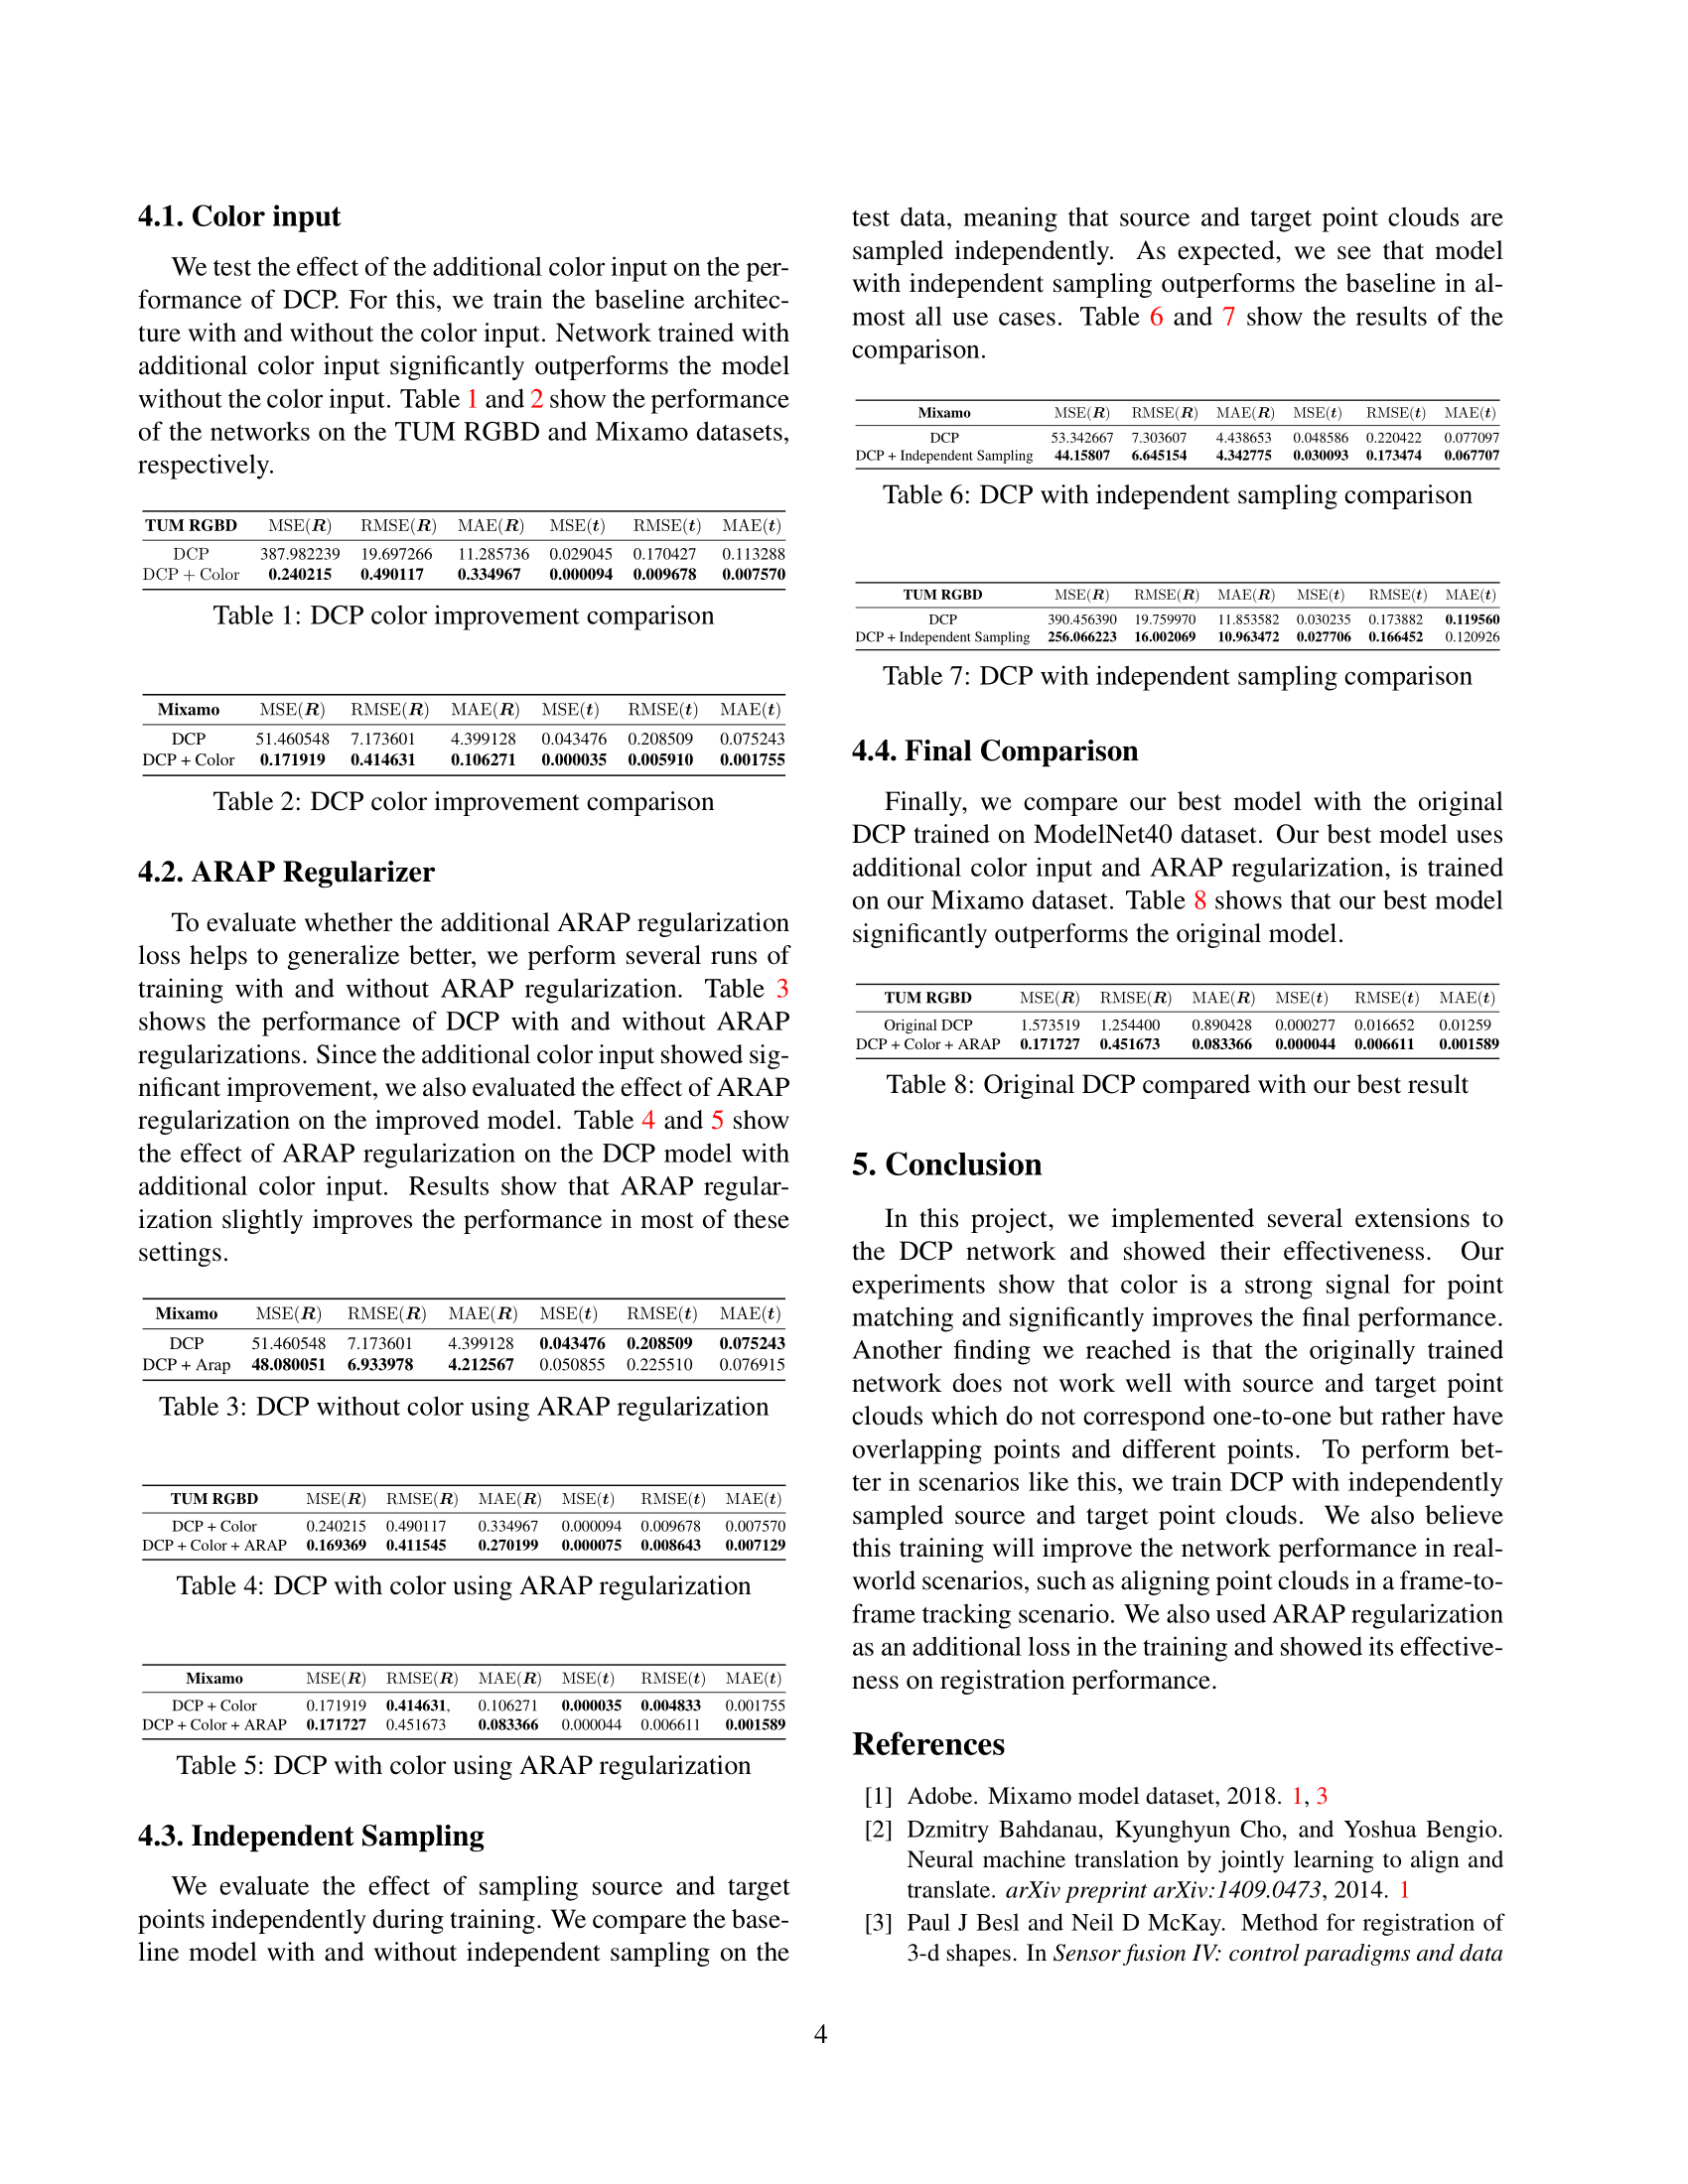 4.1. Color input
We test the effect of the additional color input on the per-
formance of DCP. For this, we train the baseline architec-
ture with and without the color input. Network trained with
additional color input significantly outperforms the model
without the color input. Table 1 and 2 show the performance
of the networks on the TUM RGBD and Mixamo datasets,
respectively.
TUM RGBD MSE(R) RMSE(R) MAE(R) MSE(t) RMSE(t) MAE(t)
DCP 387.982239 19.697266 11.285736 0.029045 0.170427 0.113288
DCP + Color 0.240215 0.490117 0.334967 0.000094 0.009678 0.007570
Table 1: DCP color improvement comparison
Mixamo MSE(R) RMSE(R) MAE(R) MSE(t) RMSE(t) MAE(t)
DCP 51.460548 7.173601 4.399128 0.043476 0.208509 0.075243
DCP + Color 0.171919 0.414631 0.106271 0.000035 0.005910 0.001755
Table 2: DCP color improvement comparison
4.2. ARAP Regularizer
To evaluate whether the additional ARAP regularization
loss helps to generalize better, we perform several runs of
training with and without ARAP regularization. Table 3
shows the performance of DCP with and without ARAP
regularizations. Since the additional color input showed sig-
nificant improvement, we also evaluated the effect of ARAP
regularization on the improved model. Table 4 and 5 show
the effect of ARAP regularization on the DCP model with
additional color input. Results show that ARAP regular-
ization slightly improves the performance in most of these
settings.
Mixamo MSE(R) RMSE(R) MAE(R) MSE(t) RMSE(t) MAE(t)
DCP 51.460548 7.173601 4.399128 0.043476 0.208509 0.075243
DCP + Arap 48.080051 6.933978 4.212567 0.050855 0.225510 0.076915
Table 3: DCP without color using ARAP regularization
TUM RGBD MSE(R) RMSE(R) MAE(R) MSE(t) RMSE(t) MAE(t)
DCP + Color 0.240215 0.490117 0.334967 0.000094 0.009678 0.007570
DCP + Color + ARAP 0.169369 0.411545 0.270199 0.000075 0.008643 0.007129
Table 4: DCP with color using ARAP regularization
Mixamo MSE(R) RMSE(R) MAE(R) MSE(t) RMSE(t) MAE(t)
DCP + Color 0.171919 0.414631, 0.106271 0.000035 0.004833 0.001755
DCP + Color + ARAP 0.171727 0.451673 0.083366 0.000044 0.006611 0.001589
Table 5: DCP with color using ARAP regularization
4.3. Independent Sampling
We evaluate the effect of sampling source and target
points independently during training. We compare the base-
line model with and without independent sampling on the
test data, meaning that source and target point clouds are
sampled independently. As expected, we see that model
with independent sampling outperforms the baseline in al-
most all use cases. Table 6 and 7 show the results of the
comparison.
Mixamo MSE(R) RMSE(R) MAE(R) MSE(t) RMSE(t) MAE(t)
DCP 53.342667 7.303607 4.438653 0.048586 0.220422 0.077097
DCP + Independent Sampling 44.15807 6.645154 4.342775 0.030093 0.173474 0.067707
Table 6: DCP with independent sampling comparison
TUM RGBD MSE(R) RMSE(R) MAE(R) MSE(t) RMSE(t) MAE(t)
DCP 390.456390 19.759970 11.853582 0.030235 0.173882 0.119560
DCP + Independent Sampling 256.066223 16.002069 10.963472 0.027706 0.166452 0.120926
Table 7: DCP with independent sampling comparison
4.4. Final Comparison
Finally, we compare our best model with the original
DCP trained on ModelNet40 dataset. Our best model uses
additional color input and ARAP regularization, is trained
on our Mixamo dataset. Table 8 shows that our best model
significantly outperforms the original model.
TUM RGBD MSE(R) RMSE(R) MAE(R) MSE(t) RMSE(t) MAE(t)
Original DCP 1.573519 1.254400 0.890428 0.000277 0.016652 0.01259
DCP + Color + ARAP 0.171727 0.451673 0.083366 0.000044 0.006611 0.001589
Table 8: Original DCP compared with our best result
5. Conclusion
In this project, we implemented several extensions to
the DCP network and showed their effectiveness. Our
experiments show that color is a strong signal for point
matching and significantly improves the final performance.
Another finding we reached is that the originally trained
network does not work well with source and target point
clouds which do not correspond one-to-one but rather have
overlapping points and different points. To perform bet-
ter in scenarios like this, we train DCP with independently
sampled source and target point clouds. We also believe
this training will improve the network performance in real-
world scenarios, such as aligning point clouds in a frame-to-
frame tracking scenario. We also used ARAP regularization
as an additional loss in the training and showed its effective-
ness on registration performance.
References
[1] Adobe. Mixamo model dataset, 2018. 1, 3
[2] Dzmitry Bahdanau, Kyunghyun Cho, and Yoshua Bengio.
Neural machine translation by jointly learning to align and
translate. arXiv preprint arXiv:1409.0473, 2014. 1
[3] Paul J Besl and Neil D McKay. Method for registration of
3-d shapes. In Sensor fusion IV: control paradigms and data
4